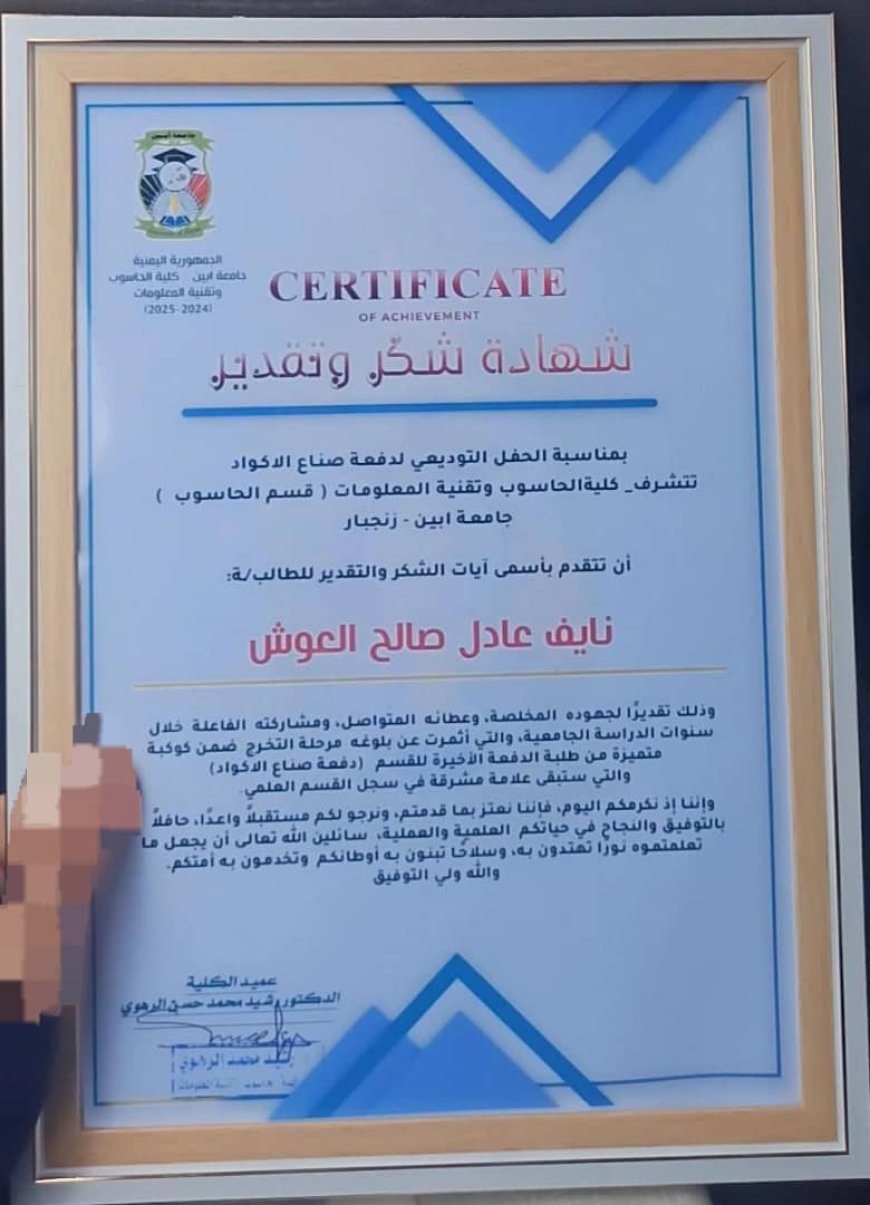 جامعة ابين
الجمهورية اليمنية
جامعة ابين كلية الحاسوب
وتقنية المعلومات
(2024-2025)
CERTIFICATE
OF ACHIEVEMENT
شهادة شكر وتقدير
بمناسبة الحفل التوديعي لدفعة صناع الاكواد
تتشرف_ كليةالحاسوب وتقنية المعلومات ( قسم الحاسوب )
جامعة ابين - زنجبار
أن تتقدم بأسمى آيات الشكر والتقدير للطالب/ـة:
نايف عادل صالح العوش
وذلك تقديرًا لجهوده المخلصة، وعطائه المتواصل، ومشاركته الفاعلة خلال
سنوات الدراسة الجامعية، والتي أثمرت عن بلوغه مرحلة التخرج ضمن كوكبة
متميزة من طلبة الدفعة الأخيرة للقسم (دفعة صناع الاكواد)
والتي ستبقى علامة مشرقة في سجل القسم العلمي.
وإننا إذ نكرمكم اليوم، فإننا نعتز بما قدمتم، ونرجو لكم مستقبلاً واعدًا، حافلاً
بالتوفيق والنجاح في حياتكم العلمية والعملية، سائلين الله تعالى أن يجعل ما
تعلمتموه نورًا تهتدون به، وسلاحًا تبنون به أوطانكم وتخدمون به أمتكم.
والله ولي التوفيق
عميد الكلية
الدكتور رشيد محمد حسن الرهوي